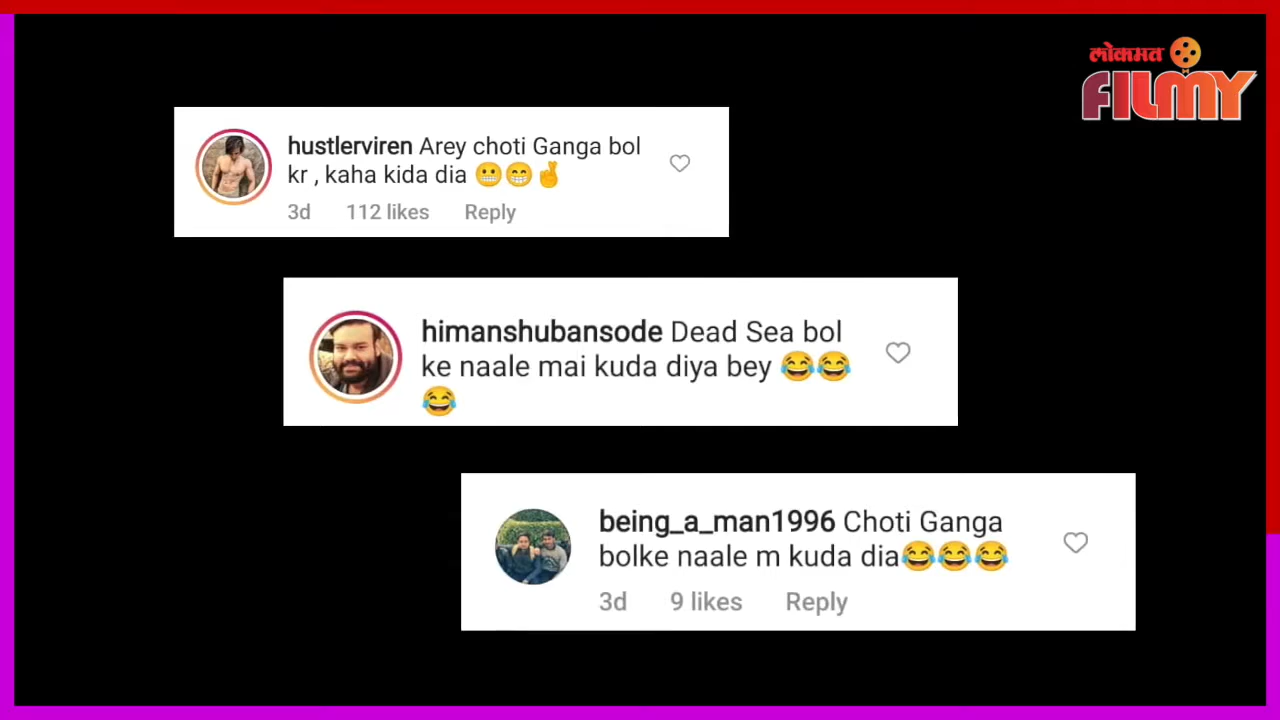 लोकमत
FILMY
hustlerviren Arey choti Ganga bol
kr , kaha kida dia 😬😁🤞
3d 112 likes Reply
himanshubansode Dead Sea bol
ke naale mai kuda diya bey 😂😂
😂
being_a_man1996 Choti Ganga
bolke naale m kuda dia😂😂😂
3d 9 likes Reply